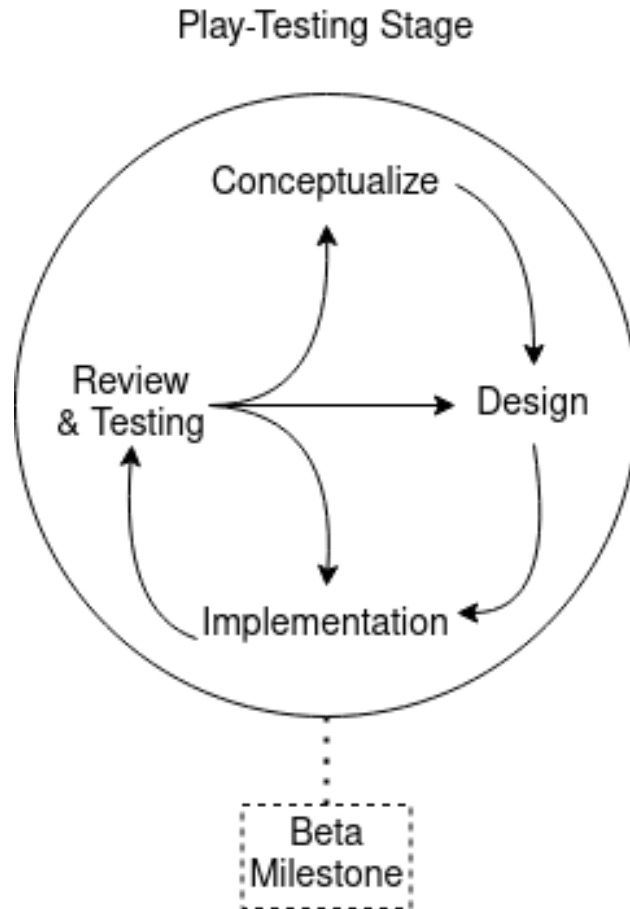 Play-Testing Stage
Conceptualize
Review
& Testing
Design
Implementation
Beta
Milestone